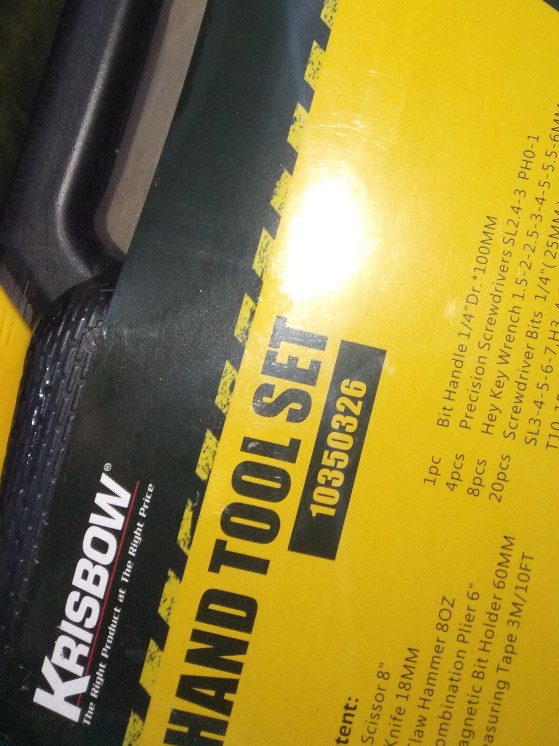 KRISBOW®
The Right Product at The Right Price
HAND TOOL SET
10350326
tent:
Scissor 8"
Knife 18MM
law Hammer 8OZ
ombination Plier 6"
agnetic Bit Holder 60MM
asuring Tape 3M/10FT
1pc Bit Handle 1/4"Dr.*100MM
4pcs Precision Screwdrivers SL2.4-3 PH0-1
8pcs Hey Key Wrench 1.5-2-2.5-3-4-5-5.5-6MM
20pcs Screwdriver Bits 1/4"(25MM)
SL3-4-5-6-7,H
T10